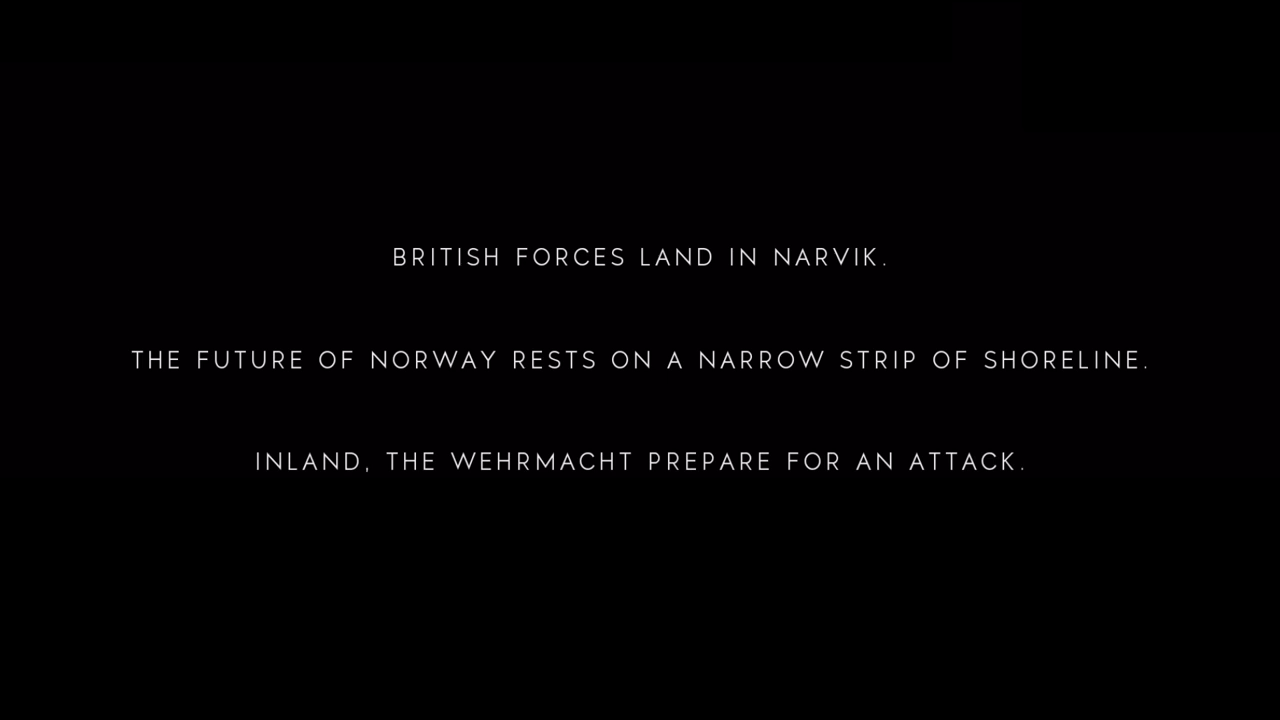 BRITISH FORCES LAND IN NARVIK.
THE FUTURE OF NORWAY RESTS ON A NARROW STRIP OF SHORELINE.
INLAND, THE WEHRMACHT PREPARE FOR AN ATTACK.